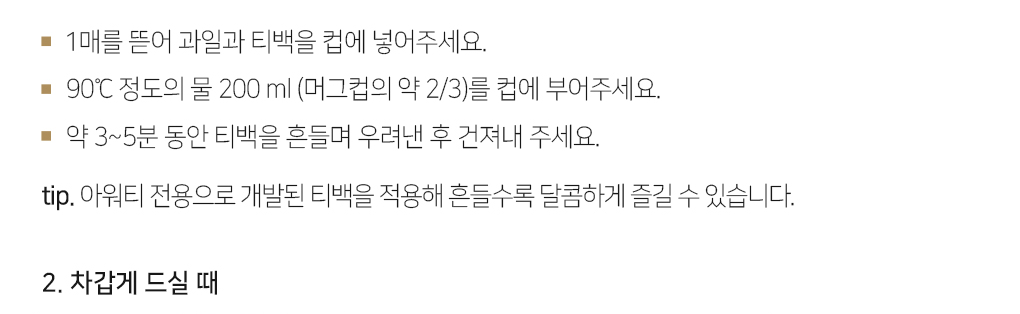 ▪ 1매를 뜯어 과일과 티백을 컵에 넣어주세요.
▪ 90℃ 정도의 물 200 ml (머그컵의 약 2/3)를 컵에 부어주세요.
▪ 약 3~5분 동안 티백을 흔들며 우려낸 후 건져내 주세요.
tip. 아워티 전용으로 개발된 티백을 적용해 흔들수록 달콤하게 즐길 수 있습니다.
2. 차갑게 드실 때